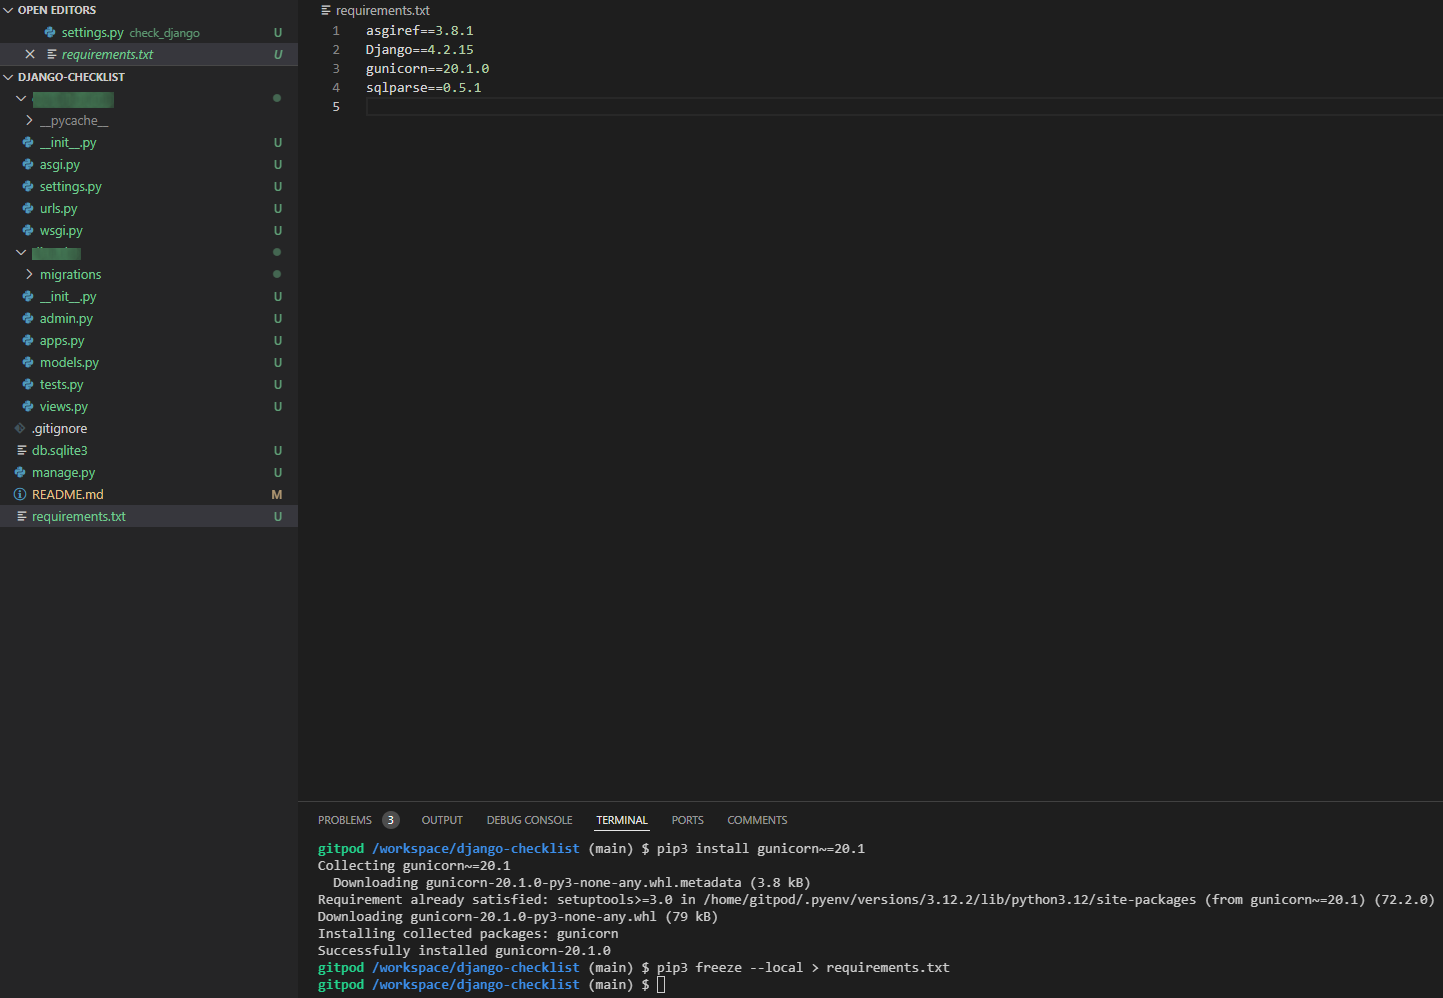 OPEN EDITORS
settings.py check_django U
requirements.txt U
DJANGO-CHECKLIST
__pycache__
__init__.py U
asgi.py U
settings.py U
urls.py U
wsgi.py U
migrations
__init__.py U
admin.py U
apps.py U
models.py U
tests.py U
views.py U
.gitignore
db.sqlite3 U
manage.py U
README.md M
requirements.txt U
requirements.txt
1 asgiref==3.8.1
2 Django==4.2.15
3 gunicorn==20.1.0
4 sqlparse==0.5.1
5
PROBLEMS 3 OUTPUT DEBUG CONSOLE TERMINAL PORTS COMMENTS
gitpod /workspace/django-checklist (main) $ pip3 install gunicorn~=20.1
Collecting gunicorn~=20.1
Downloading gunicorn-20.1.0-py3-none-any.whl.metadata (3.8 kB)
Requirement already satisfied: setuptools>=3.0 in /home/gitpod/.pyenv/versions/3.12.2/lib/python3.12/site-packages (from gunicorn~=20.1) (72.2.0)
Downloading gunicorn-20.1.0-py3-none-any.whl (79 kB)
Installing collected packages: gunicorn
Successfully installed gunicorn-20.1.0
gitpod /workspace/django-checklist (main) $ pip3 freeze --local > requirements.txt
gitpod /workspace/django-checklist (main) $